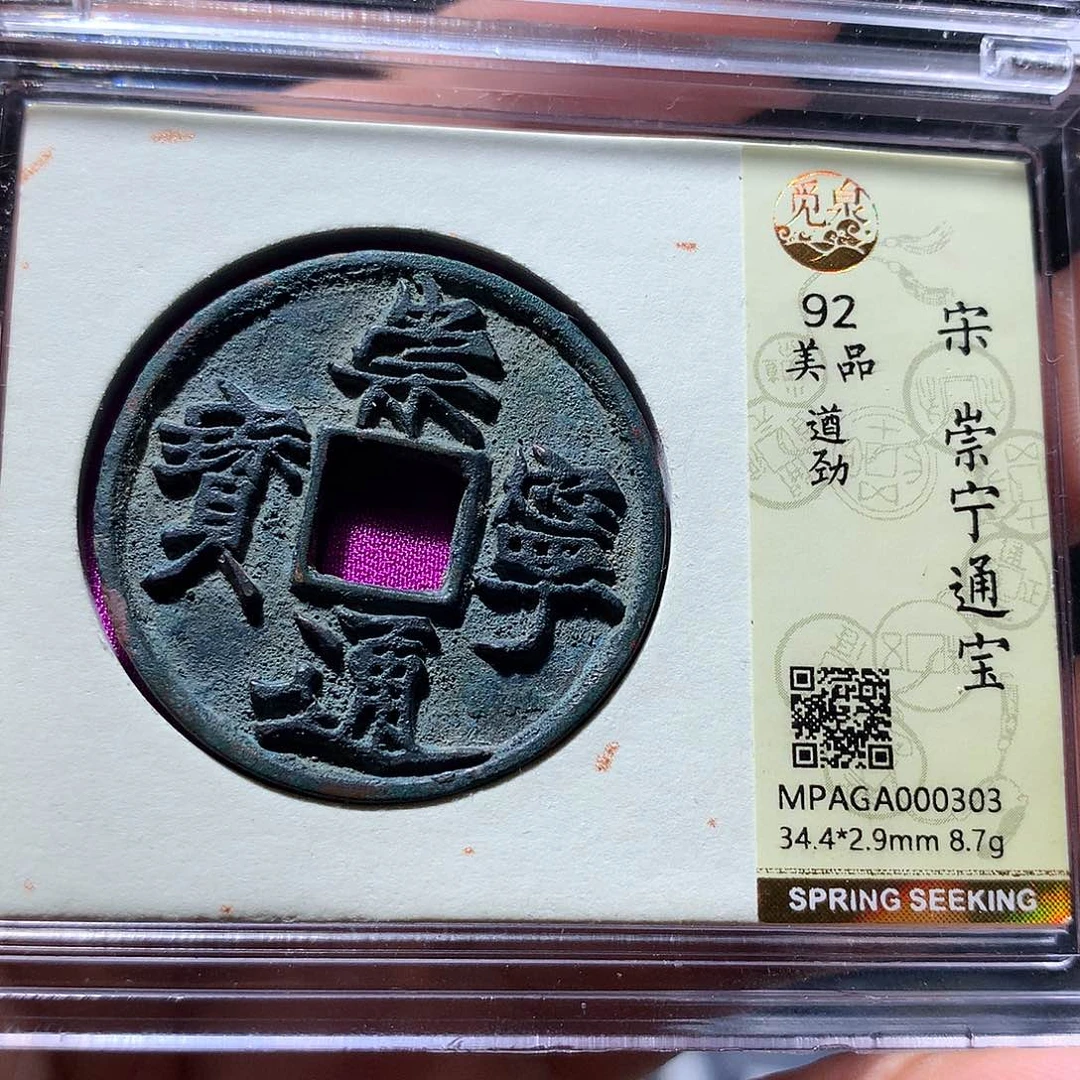 崇寧通寶
觅泉
92
美品
遒劲
宋 崇宁通宝
MPAGA000303
34.4*2.9mm 8.7g
SPRING SEEKING